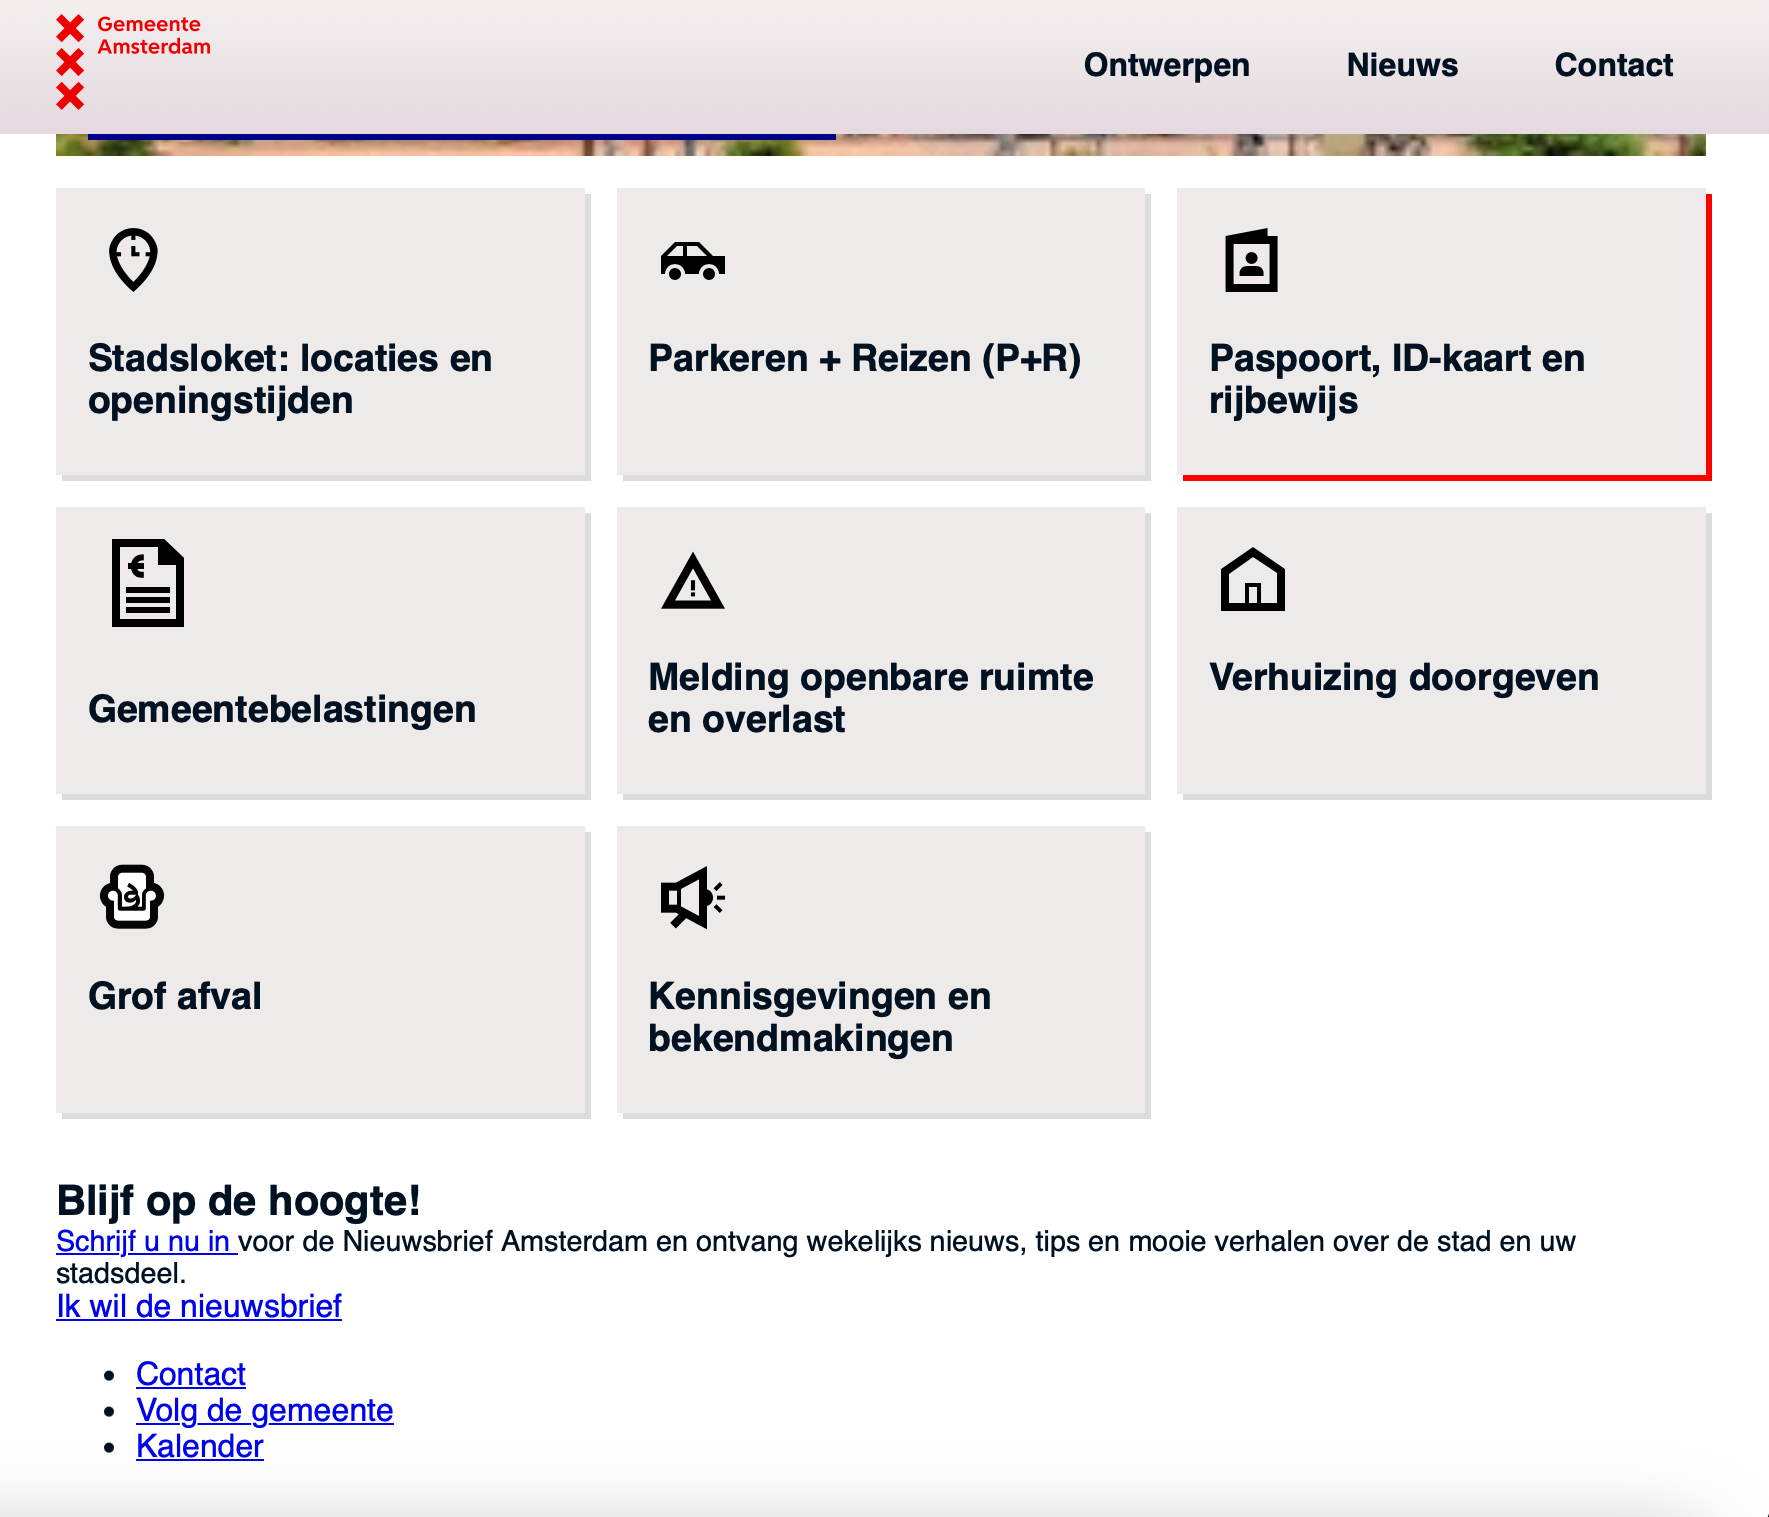 Gemeente
Amsterdam
Ontwerpen Nieuws Contact
Stadsloket: locaties en
openingstijden
Parkeren + Reizen (P+R)
Paspoort, ID-kaart en
rijbewijs
Gemeentebelastingen
Melding openbare ruimte
en overlast
Verhuizing doorgeven
Grof afval
Kennisgevingen en
bekendmakingen
Blijf op de hoogte!
Schrijf u nu in voor de Nieuwsbrief Amsterdam en ontvang wekelijks nieuws, tips en mooie verhalen over de stad en uw
stadsdeel.
Ik wil de nieuwsbrief
• Contact
• Volg de gemeente
• Kalender